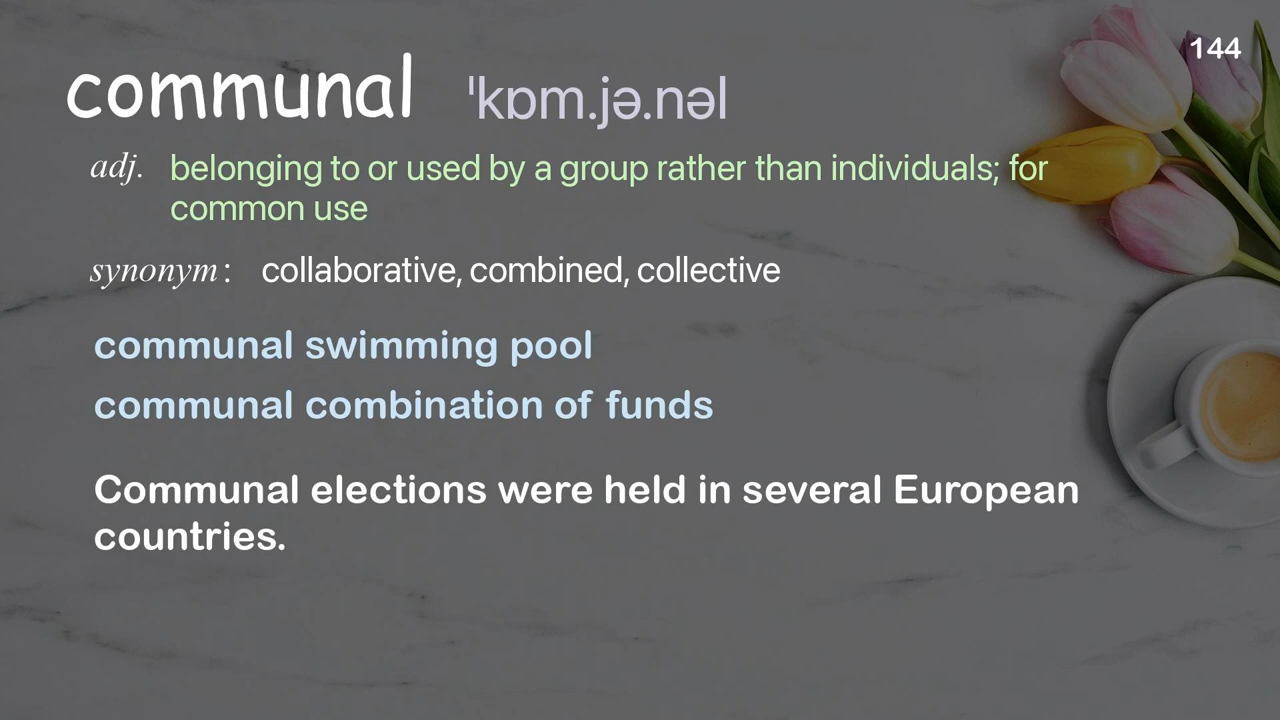 144
communal ˈkɒm.jə.nəl
adj. belonging to or used by a group rather than individuals; for
common use
synonym: collaborative, combined, collective
communal swimming pool
communal combination of funds
Communal elections were held in several European
countries.